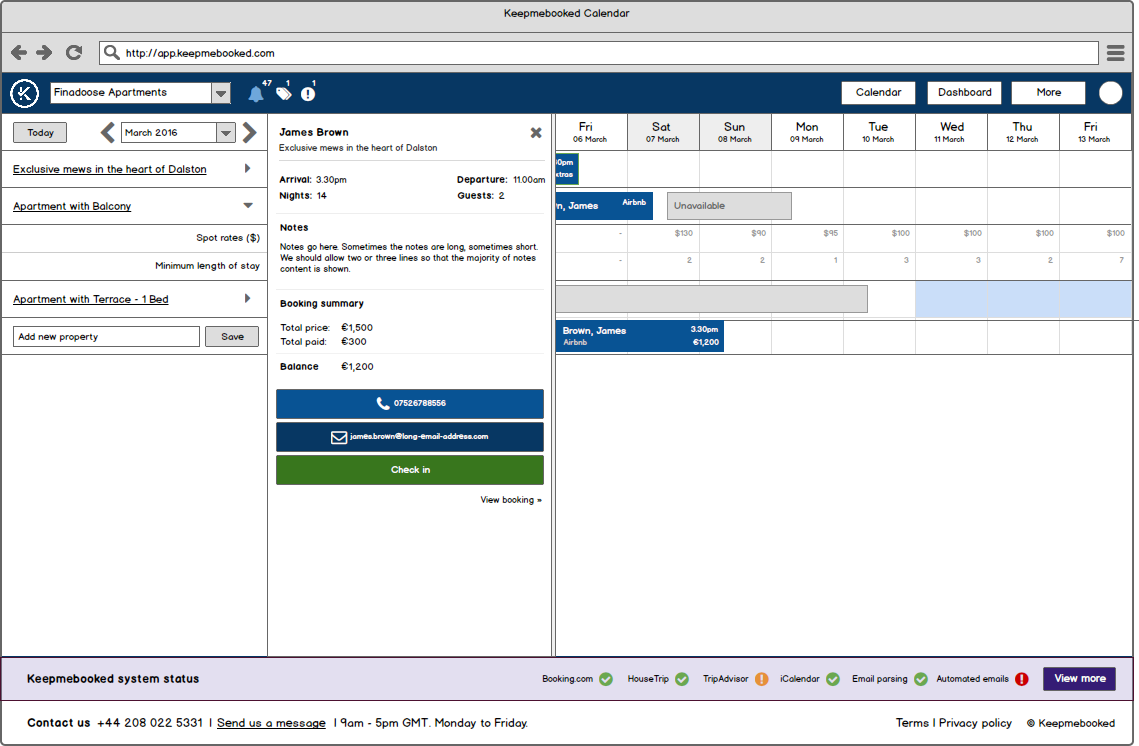 Keepmebooked Calendar
http://app.keepmebooked.com
Finadoose Apartments
47
1
1
Calendar
Dashboard
More
Today
March 2016
Exclusive mews in the heart of Dalston
Apartment with Balcony
Spot rates ($)
Minimum length of stay
Apartment with Terrace - 1 Bed
Add new property
Save
James Brown
Exclusive mews in the heart of Dalston
Arrival: 3.30pm Departure: 11.00am
Nights: 14 Guests: 2
Notes
Notes go here. Sometimes the notes are long, sometimes short.
We should allow two or three lines so that the majority of notes
content is shown.
Booking summary
Total price: €1,500
Total paid: €300
Balance €1,200
07526788556
james.brown@long-email-address.com
Check in
View booking »
Fri Sat Sun Mon Tue Wed Thu Fri
06 March 07 March 08 March 09 March 10 March 11 March 12 March 13 March
0pm
xtras
n, James Airbnb
Unavailable
- $130 $90 $95 $100 $100 $100 $100
- 2 2 1 3 3 2 7
Brown, James 3.30pm
Airbnb €1,200
Keepmebooked system status
Booking.com HouseTrip TripAdvisor iCalendar Email parsing Automated emails
View more
Contact us +44 208 022 5331 | Send us a message | 9am - 5pm GMT. Monday to Friday.
Terms | Privacy policy © Keepmebooked